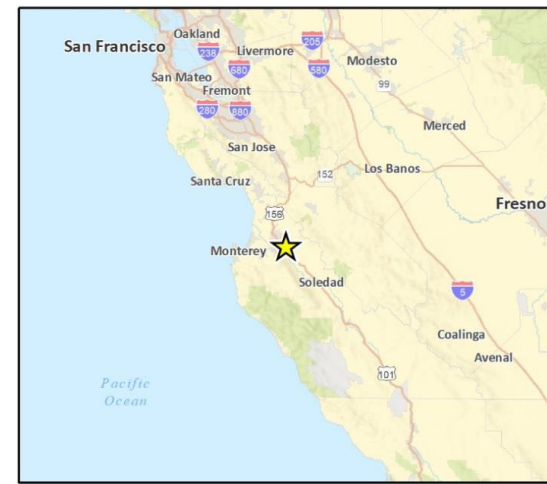 Oakland
San Francisco
238
Livermore
205
680
580
Modesto
San Mateo
Fremont
99
280
880
Merced
San Jose
152
Los Banos
Santa Cruz
Fresno
156
Monterey
Soledad
5
Coalinga
Avenal
101
Pacific
Ocean